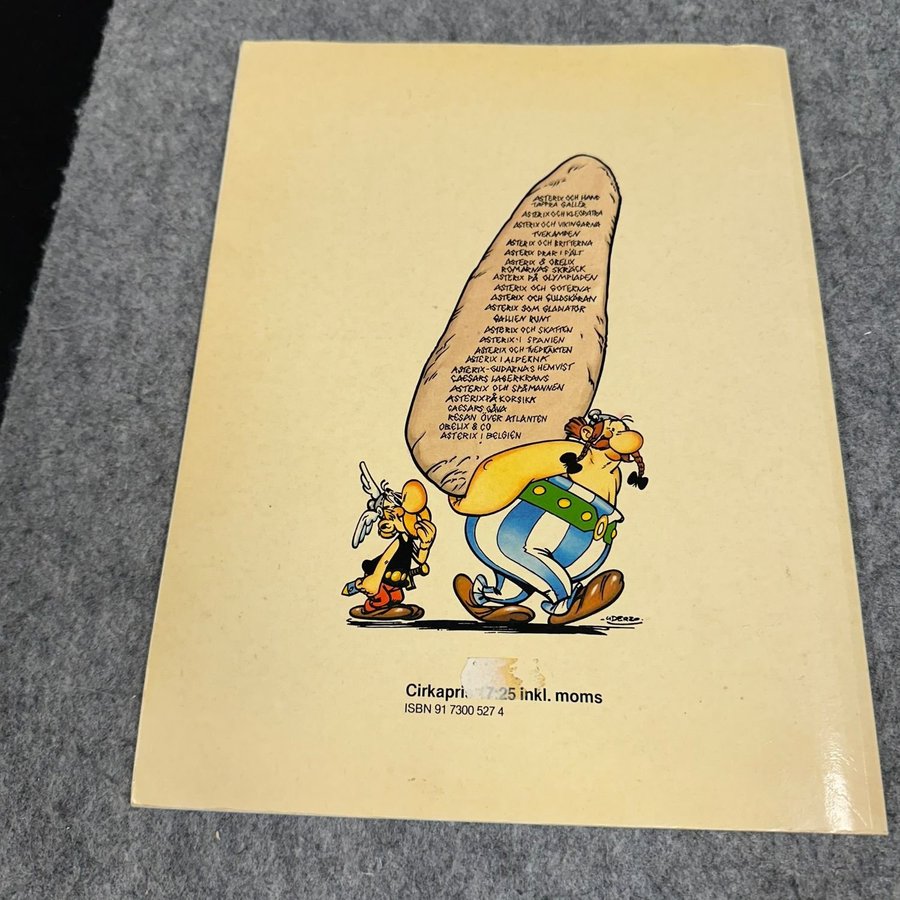 ASTERIX OCH HANS
TAPPRA GALLER
ASTERIX OCH KLEOPATRA
ASTERIX OCH VIKINGARNA
TVEKAMPEN
ASTERIX OCH BRITTERNA
ASTERIX DRAR I FÄLT
ASTERIX & OBELIX
ROMARNAS SKRÄCK
ASTERIX PÅ OLYMPIADEN
ASTERIX OCH GOTERNA
ASTERIX OCH GULDSKÄRAN
ASTERIX SOM GLADIATOR
GALLIEN RUNT
ASTERIX OCH SKATTEN
ASTERIX I SPANIEN
ASTERIX OCH TVEDRÄKTEN
ASTERIX I ALPERNA
ASTERIX-GUDARNAS HEMVIST
CAESARS LAGERKRANS
ASTERIX OCH SPÅMANNEN
ASTERIX PÅ KORSIKA
CAESARS GÅVA
RESAN ÖVER ATLANTEN
OBELIX & CO
ASTERIX I BELGIEN
-UDERZO-
Cirkapris 17:25 inkl. moms
ISBN 91 7300 527 4